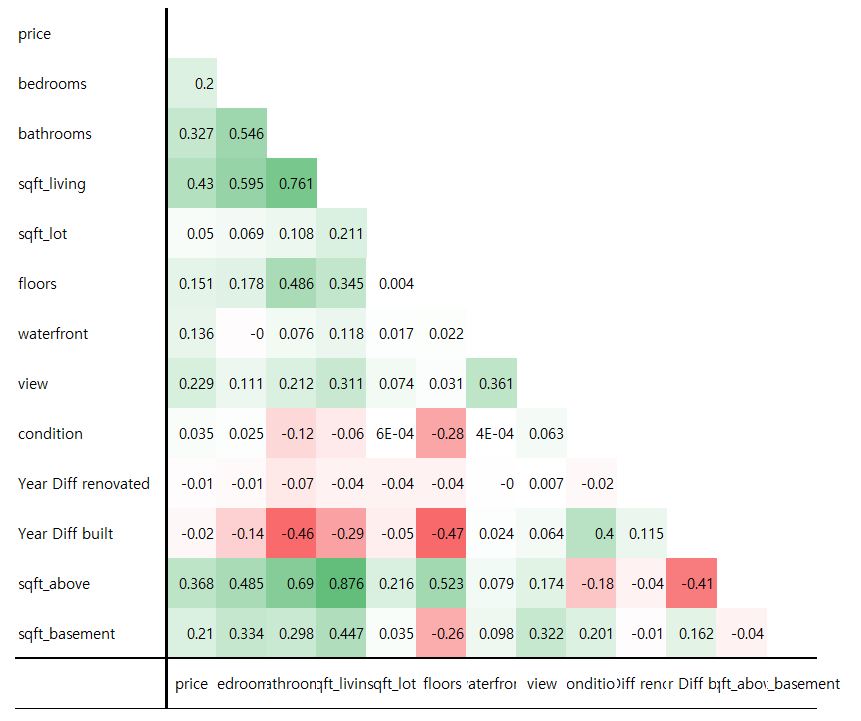 price
bedrooms 0.2
bathrooms 0.327 0.546
sqft_living 0.43 0.595 0.761
sqft_lot 0.05 0.069 0.108 0.211
floors 0.151 0.178 0.486 0.345 0.004
waterfront 0.136 -0 0.076 0.118 0.017 0.022
view 0.229 0.111 0.212 0.311 0.074 0.031 0.361
condition 0.035 0.025 -0.12 -0.06 6E-04 -0.28 4E-04 0.063
Year Diff renovated -0.01 -0.01 -0.07 -0.04 -0.04 -0.04 -0 0.007 -0.02
Year Diff built -0.02 -0.14 -0.46 -0.29 -0.05 -0.47 0.024 0.064 0.4 0.115
sqft_above 0.368 0.485 0.69 0.876 0.216 0.523 0.079 0.174 -0.18 -0.04 -0.41
sqft_basement 0.21 0.334 0.298 0.447 0.035 -0.26 0.098 0.322 0.201 -0.01 0.162 -0.04
price edroom athroom qft_living sqft_lot floors aterfror view onditio Diff renc r Diff b qft_abov _basement